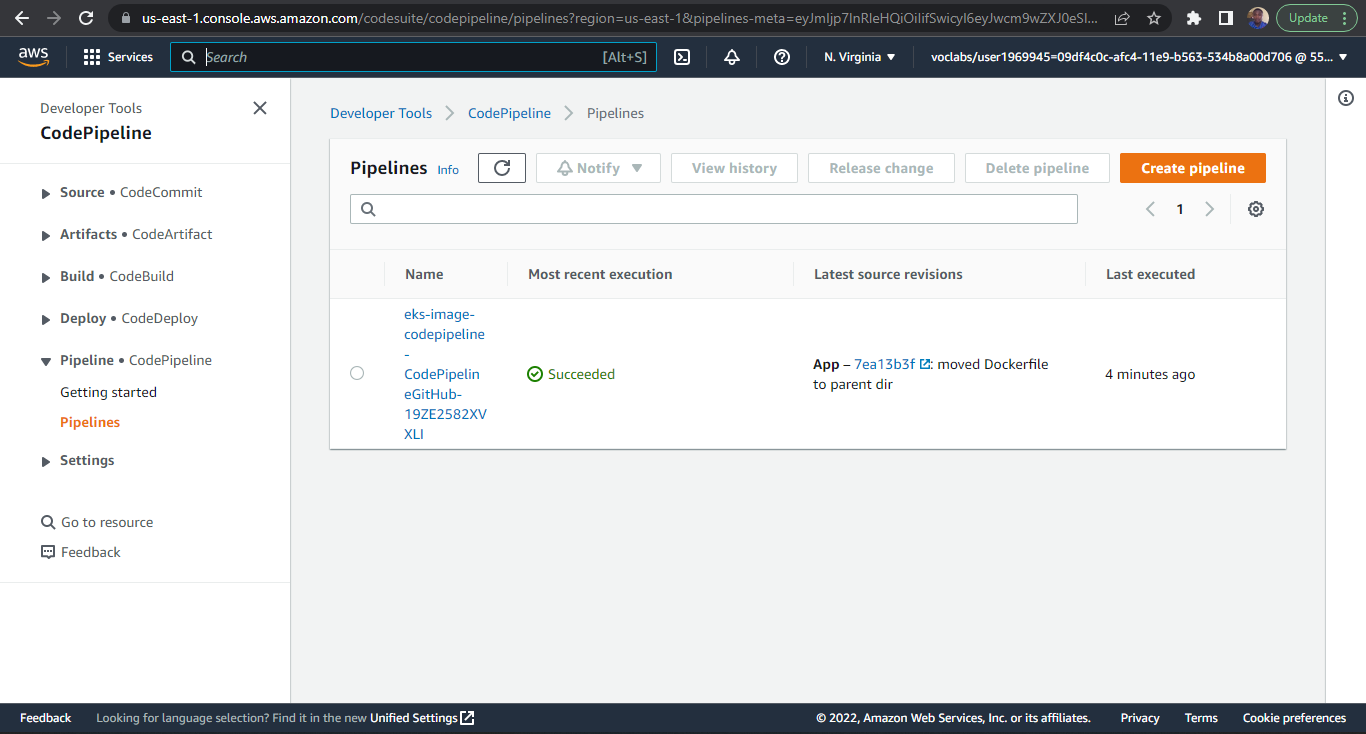 us-east-1.console.aws.amazon.com/codesuite/codepipeline/pipelines?region=us-east-1&pipelines-meta=eyJmIjp7InRleHQiOiIifSwicyI6eyJwcm9wZXJ0eSI...
Update
aws
Services
Search
[Alt+S]
N. Virginia
voclabs/user1969945=09df4c0c-afc4-11e9-b563-534b8a00d706 @ 55...
Developer Tools
CodePipeline
Source • CodeCommit
Artifacts • CodeArtifact
Build • CodeBuild
Deploy • CodeDeploy
Pipeline • CodePipeline
Getting started
Pipelines
Settings
Go to resource
Feedback
Developer Tools
CodePipeline
Pipelines
Pipelines Info
Notify
View history
Release change
Delete pipeline
Create pipeline
1
Name
Most recent execution
Latest source revisions
Last executed
eks-image-
codepipeline
-
CodePipelin
eGitHub-
19ZE2582XV
XLI
Succeeded
App – 7ea13b3f : moved Dockerfile
to parent dir
4 minutes ago
Feedback
Looking for language selection? Find it in the new Unified Settings
© 2022, Amazon Web Services, Inc. or its affiliates.
Privacy
Terms
Cookie preferences